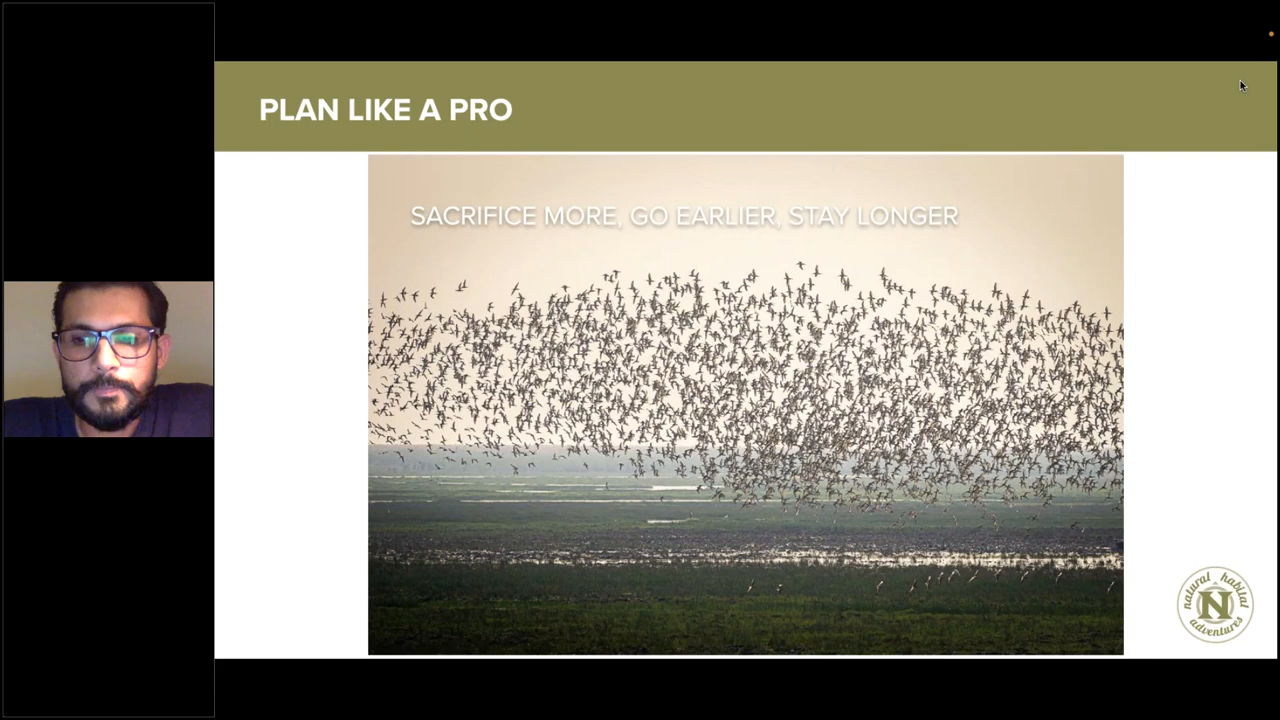 PLAN LIKE A PRO
SACRIFICE MORE, GO EARLIER, STAY LONGER
natural habitat
N
adventures